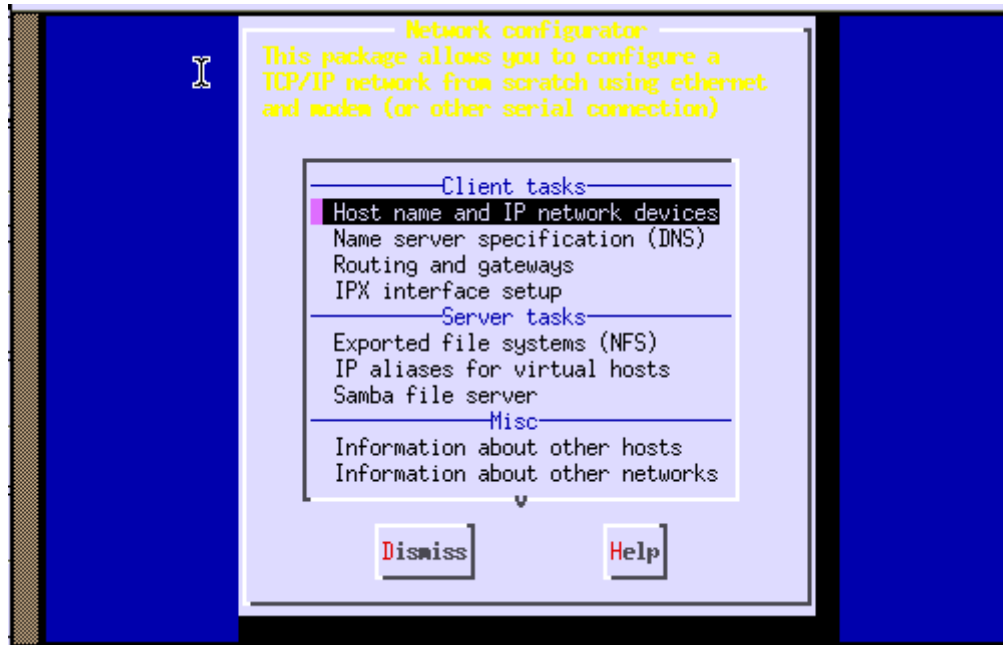 Network configurator
This package allows you to configure a
TCP/IP network from scratch using ethernet
and modem (or other serial connection)
Client tasks
Host name and IP network devices
Name server specification (DNS)
Routing and gateways
IPX interface setup
Server tasks
Exported file systems (NFS)
IP aliases for virtual hosts
Samba file server
Misc
Information about other hosts
Information about other networks
v
Dismiss Help